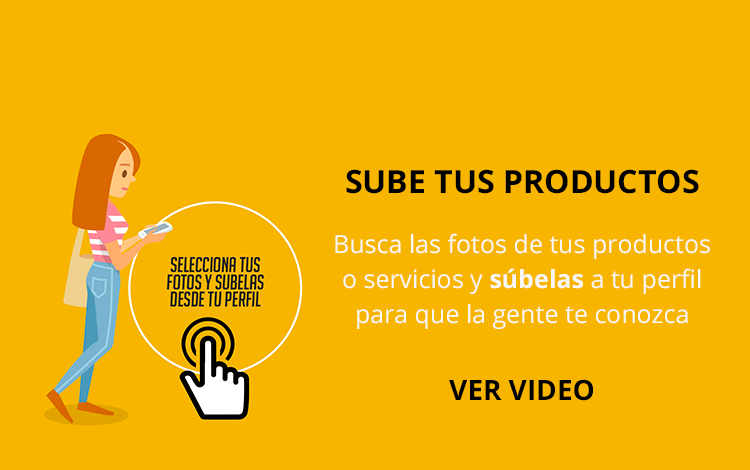 SELECCIONA TUS
FOTOS Y SUBELAS
DESDE TU PERFIL
SUBE TUS PRODUCTOS
Busca las fotos de tus productos
o servicios y súbelas a tu perfil
para que la gente te conozca
VER VIDEO